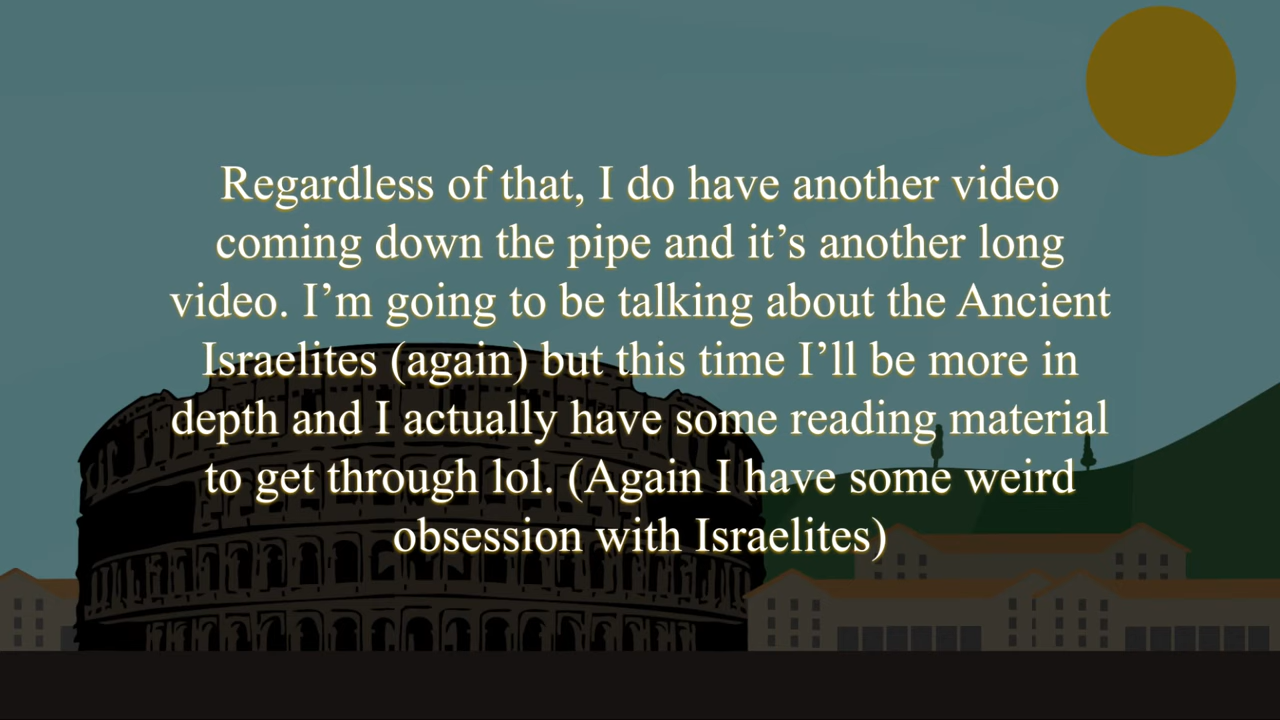 Regardless of that, I do have another video
coming down the pipe and it’s another long
video. I’m going to be talking about the Ancient
Israelites (again) but this time I’ll be more in
depth and I actually have some reading material
to get through lol. (Again I have some weird
obsession with Israelites)